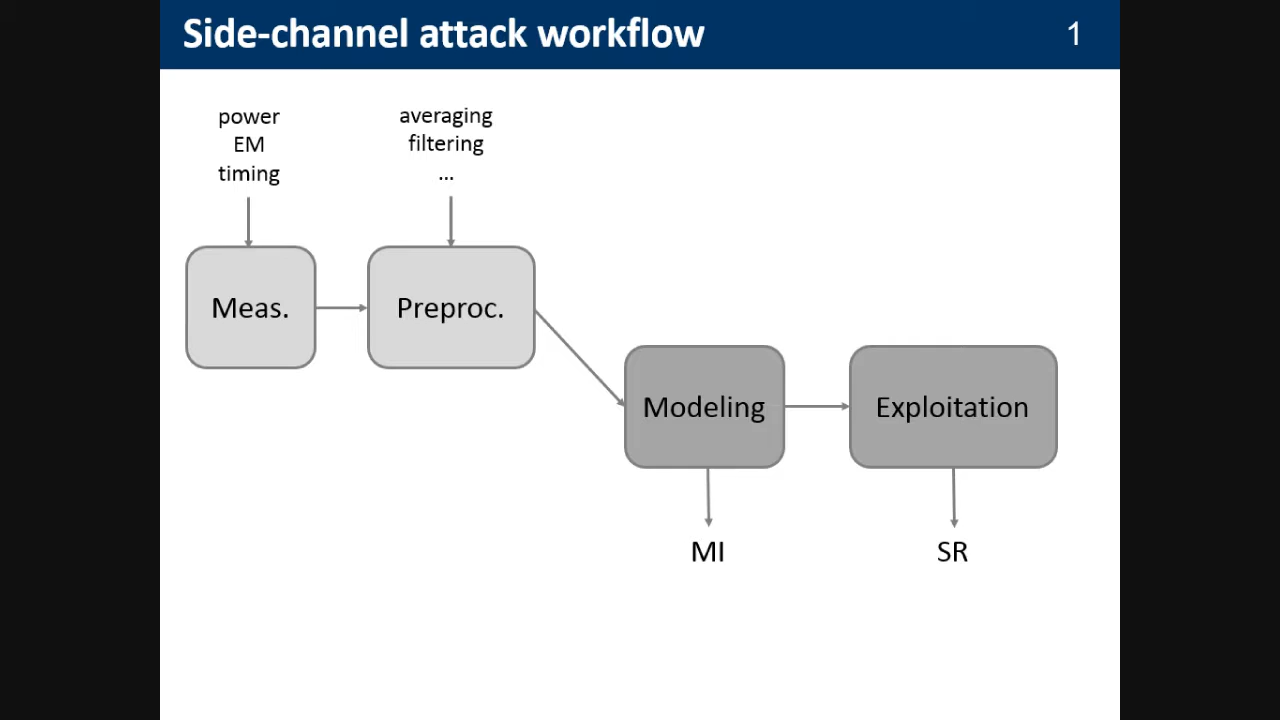 Side-channel attack workflow
1
power
EM
timing
averaging
filtering
...
Meas.
Preproc.
Modeling
Exploitation
MI
SR